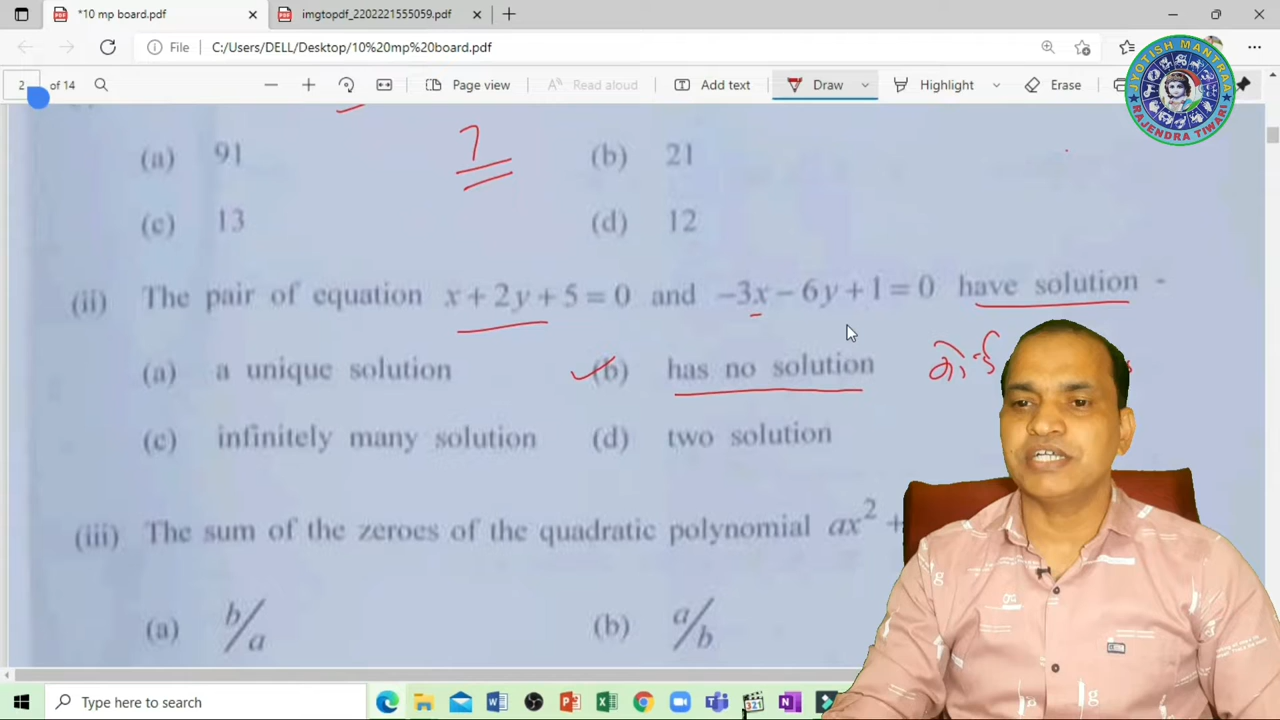 *10 mp board.pdf
imgtopdf_2202221555059.pdf
File C:/Users/DELL/Desktop/10%20mp%20board.pdf
2 of 14 Page view Read aloud Add text Draw Highlight Erase
JYOTISH MANTRA
RAJENDRA TIWARI
(a) 91 7 (b) 21
(c) 13 (d) 12
(ii) The pair of equation x + 2y + 5 = 0 and −3x − 6y + 1 = 0 have solution -
(a) a unique solution (b) has no solution
(c) infinitely many solution (d) two solution
(iii) The sum of the zeroes of the quadratic polynomial ax² +
(a) b/a (b) a/b
Type here to search